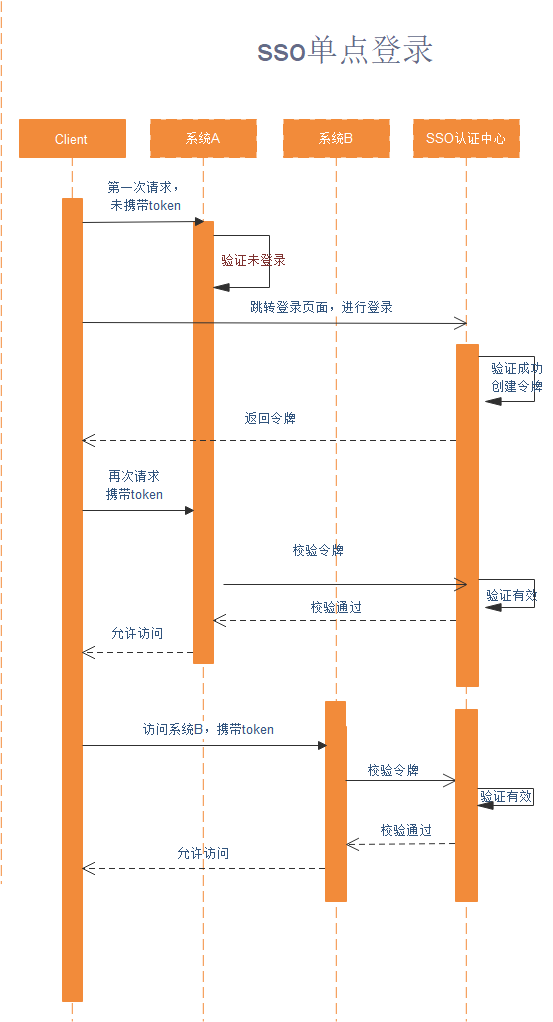 sso单点登录
Client
系统A
系统B
SSO认证中心
第一次请求，
未携带token
验证未登录
跳转登录页面，进行登录
验证成功
创建令牌
返回令牌
再次请求
携带token
校验令牌
验证有效
校验通过
允许访问
访问系统B，携带token
校验令牌
验证有效
校验通过
允许访问